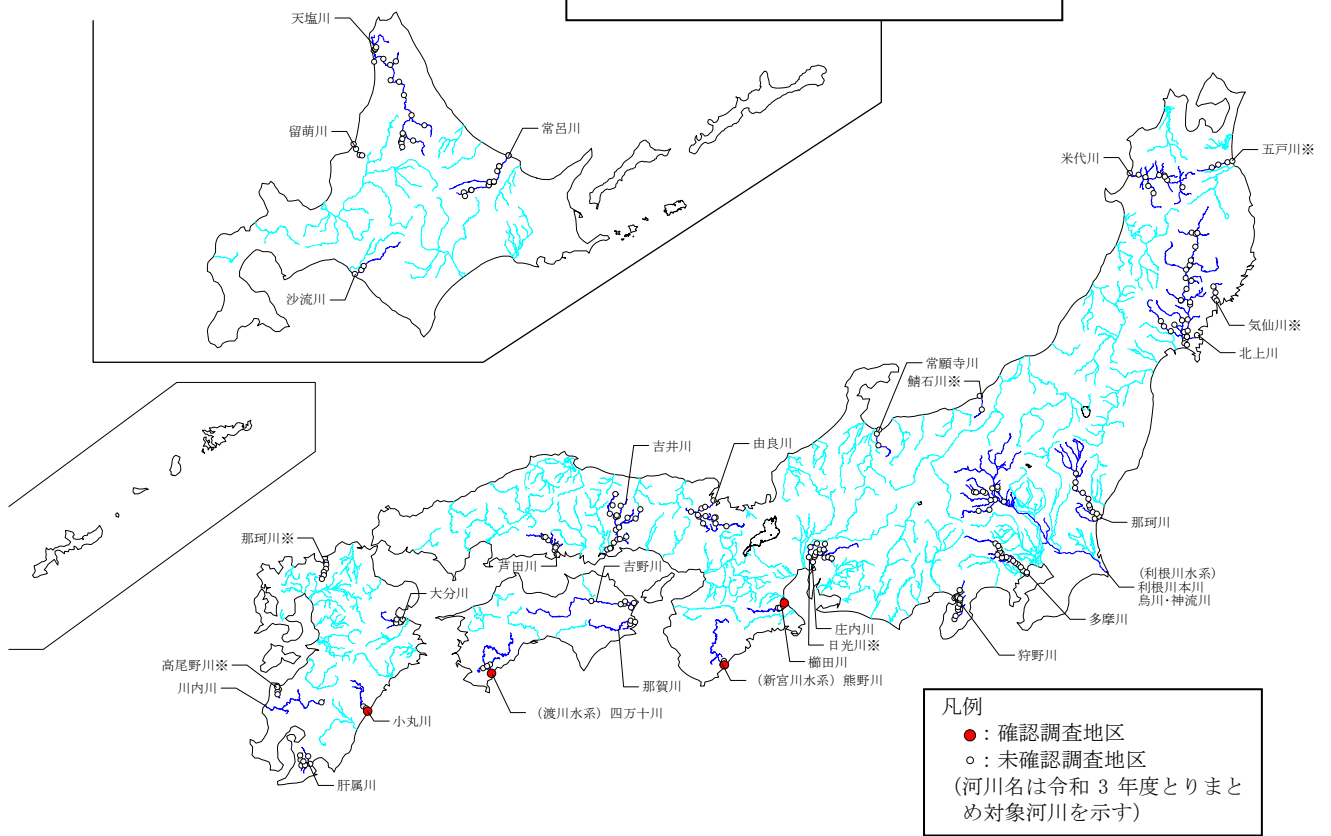 天塩川
留萌川
常呂川
沙流川
米代川
五戸川※
気仙川※
北上川
常願寺川
鯖石川※
吉井川
由良川
那珂川
(利根川水系)
利根川本川
烏川・神流川
多摩川
狩野川
庄内川
日光川※
櫛田川
(新宮川水系) 熊野川
那珂川※
芦田川
吉野川
大分川
高尾野川※
川内川
那賀川
(渡川水系) 四万十川
小丸川
肝属川
凡例
●：確認調査地区
○：未確認調査地区
(河川名は令和 3 年度とりまと
め対象河川を示す)